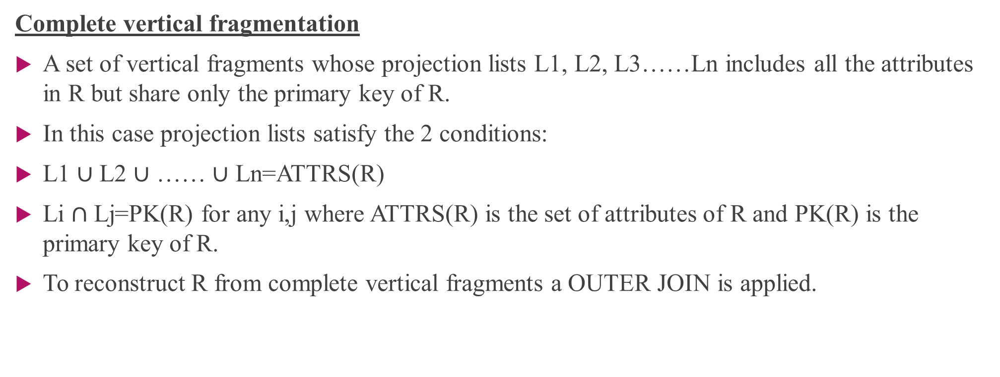 Complete vertical fragmentation
▶ A set of vertical fragments whose projection lists L1, L2, L3……Ln includes all the attributes
in R but share only the primary key of R.
▶ In this case projection lists satisfy the 2 conditions:
▶ L1 ∪ L2 ∪ …… ∪ Ln=ATTRS(R)
▶ Li ∩ Lj=PK(R) for any i,j where ATTRS(R) is the set of attributes of R and PK(R) is the
primary key of R.
▶ To reconstruct R from complete vertical fragments a OUTER JOIN is applied.